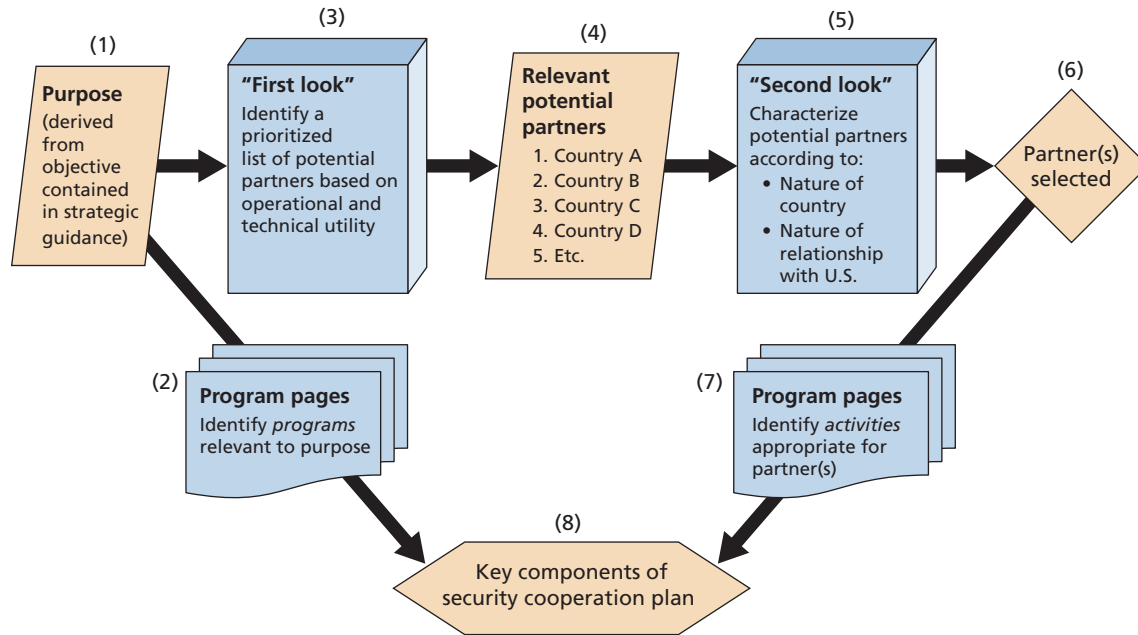 (1)
Purpose
(derived
from
objective
contained
in strategic
guidance)
(3)
“First look”
Identify a
prioritized
list of potential
partners based on
operational and
technical utility
(4)
Relevant
potential
partners
1. Country A
2. Country B
3. Country C
4. Country D
5. Etc.
(5)
“Second look”
Characterize
potential partners
according to:
• Nature of
country
• Nature of
relationship
with U.S.
(6)
Partner(s)
selected
(2)
Program pages
Identify programs
relevant to purpose
(7)
Program pages
Identify activities
appropriate for
partner(s)
(8)
Key components of
security cooperation plan